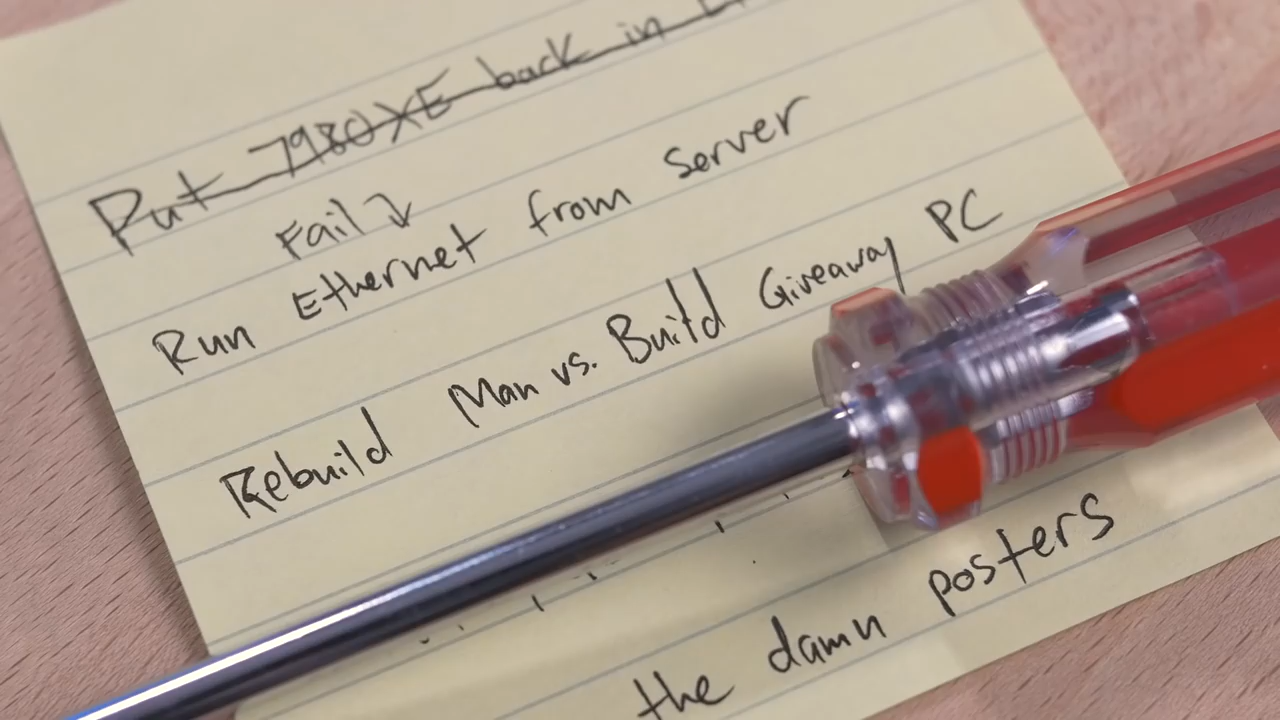 Put 7980XE back in
Fail
Run Ethernet from server
Rebuild Man vs. Build Giveaway PC
the damn posters